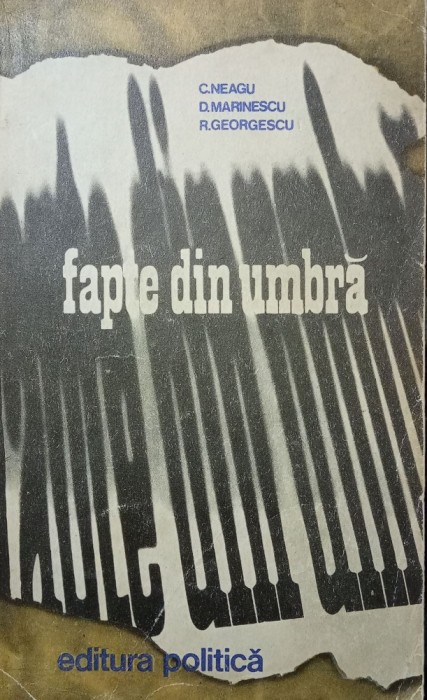 C.NEAGU
D.MARINESCU
R.GEORGESCU
fapte din umbră
editura politică